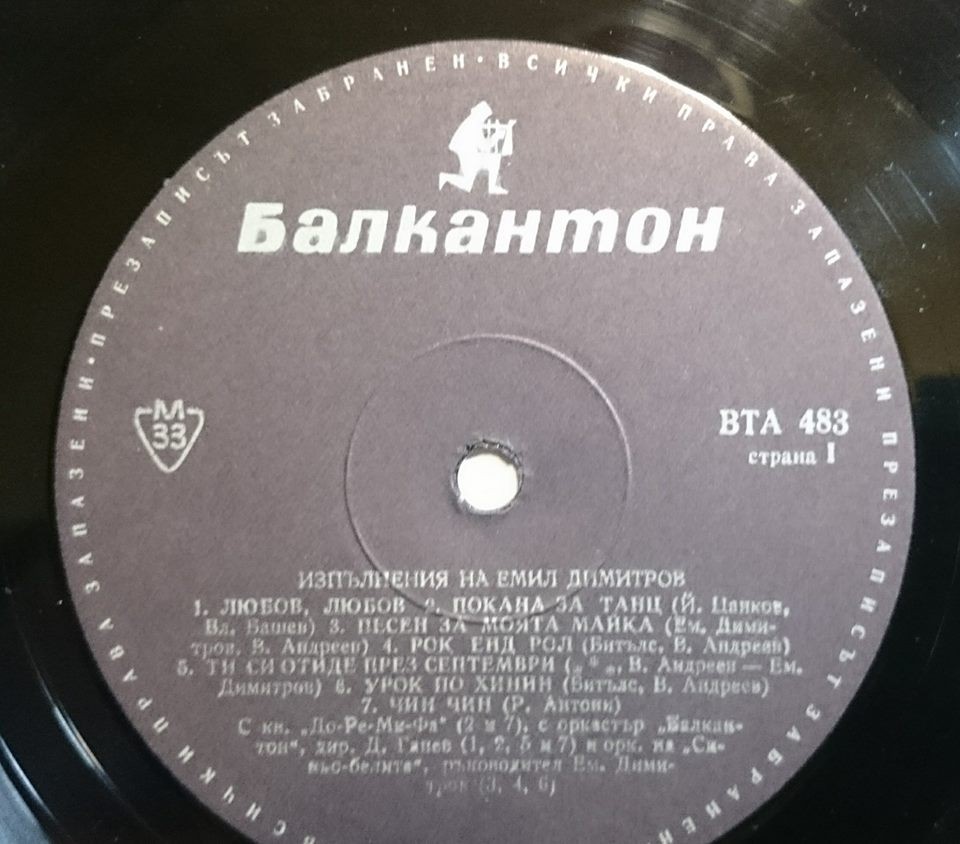 ВСИЧКИ ПРАВА ЗАПАЗЕНИ • ПРЕЗАПИСЪТ ЗАБРАНЕН • ВСИЧКИ ПРАВА ЗАПАЗЕНИ ПРЕЗАПИСЪТ ЗАБРАНЕН
Балкантон
М
33
ВТА 483
страна I
ИЗПЪЛНЕНИЯ НА ЕМИЛ ДИМИТРОВ
1. ЛЮБОВ, ЛЮБОВ 2. ПОКАНА ЗА ТАНЦ (Й. Цанков,
Вл. Башев) 3. ПЕСЕН ЗА МОЯТА МАЙКА (Ем. Дими-
тров, В. Андреев) 4. РОК ЕНД РОЛ (Битълс, В. Андреев)
5. ТИ СИ ОТИДЕ ПРЕЗ СЕПТЕМВРИ („*„, В. Андреев — Ем.
Димитров) 6. УРОК ПО ХИНИН (Битълс, В. Андреев)
7. ЧИН ЧИН (Р. Антони)
С кв. „До-Ре-Ми-Фа" (2 и 7), с оркестър „Балкан-
тон", дир. Д. Ганев (1, 2, 5 и 7) и орк. на „Си-
ньо-белите", ръководител Ем. Дими-
тров (3, 4, 6)